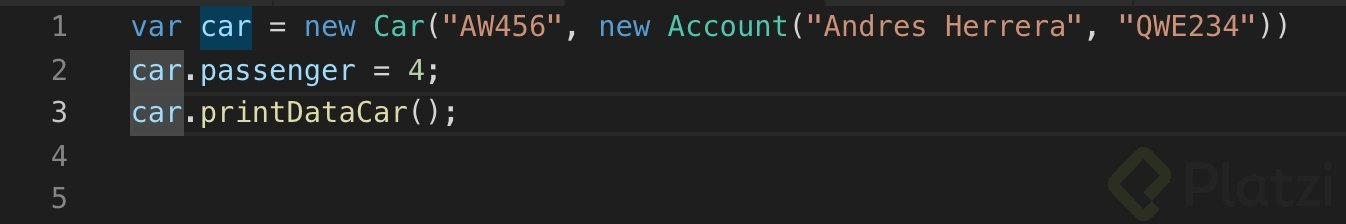 1 var car = new Car("AW456", new Account("Andres Herrera", "QWE234"))
2 car.passenger = 4;
3 car.printDataCar();
4
5
Platzi